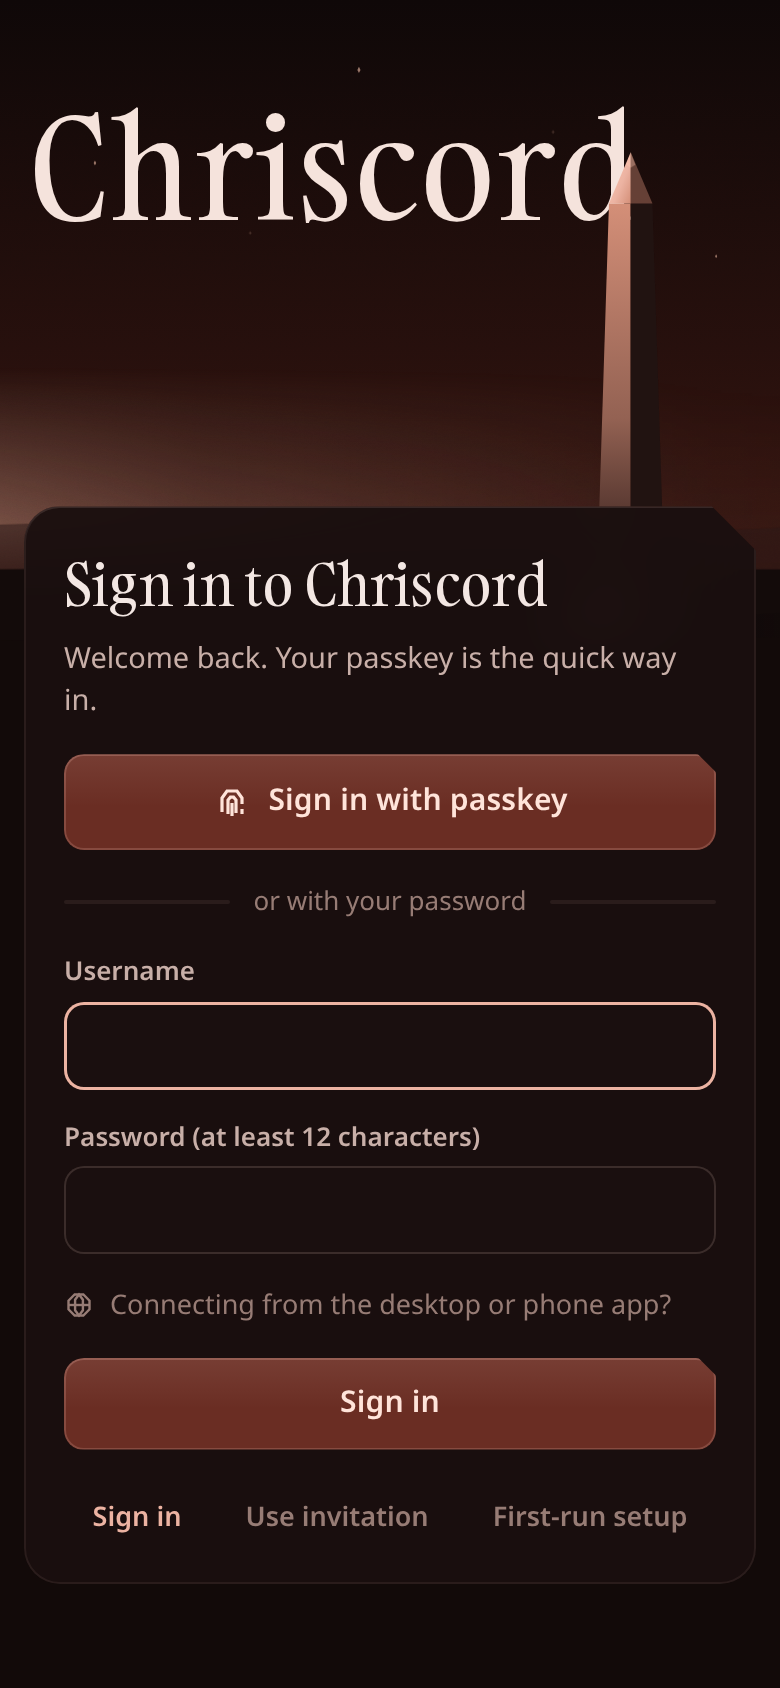 Chriscord
Sign in to Chriscord
Welcome back. Your passkey is the quick way
in.
Sign in with passkey
or with your password
Username
Password (at least 12 characters)
Connecting from the desktop or phone app?
Sign in
Sign in Use invitation First-run setup